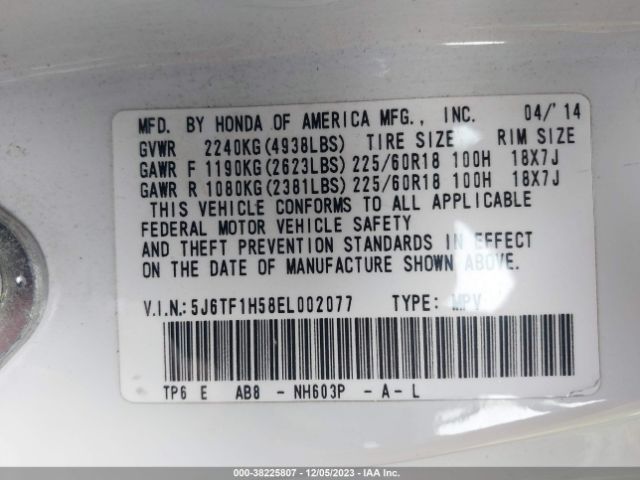 MFD. BY HONDA OF AMERICA MFG., INC. 04/'14
GVWR 2240KG(4938LBS) TIRE SIZE RIM SIZE
GAWR F 1190KG(2623LBS) 225/60R18 100H 18X7J
GAWR R 1080KG(2381LBS) 225/60R18 100H 18X7J
THIS VEHICLE CONFORMS TO ALL APPLICABLE
FEDERAL MOTOR VEHICLE SAFETY
AND THEFT PREVENTION STANDARDS IN EFFECT
ON THE DATE OF MANUFACTURE SHOWN ABOVE.
V.I.N.: 5J6TF1H58EL002077 TYPE: MPV
TP6 E AB8 -NH603P - A - L
000-38225807 - 12/05/2023 - IAA Inc.